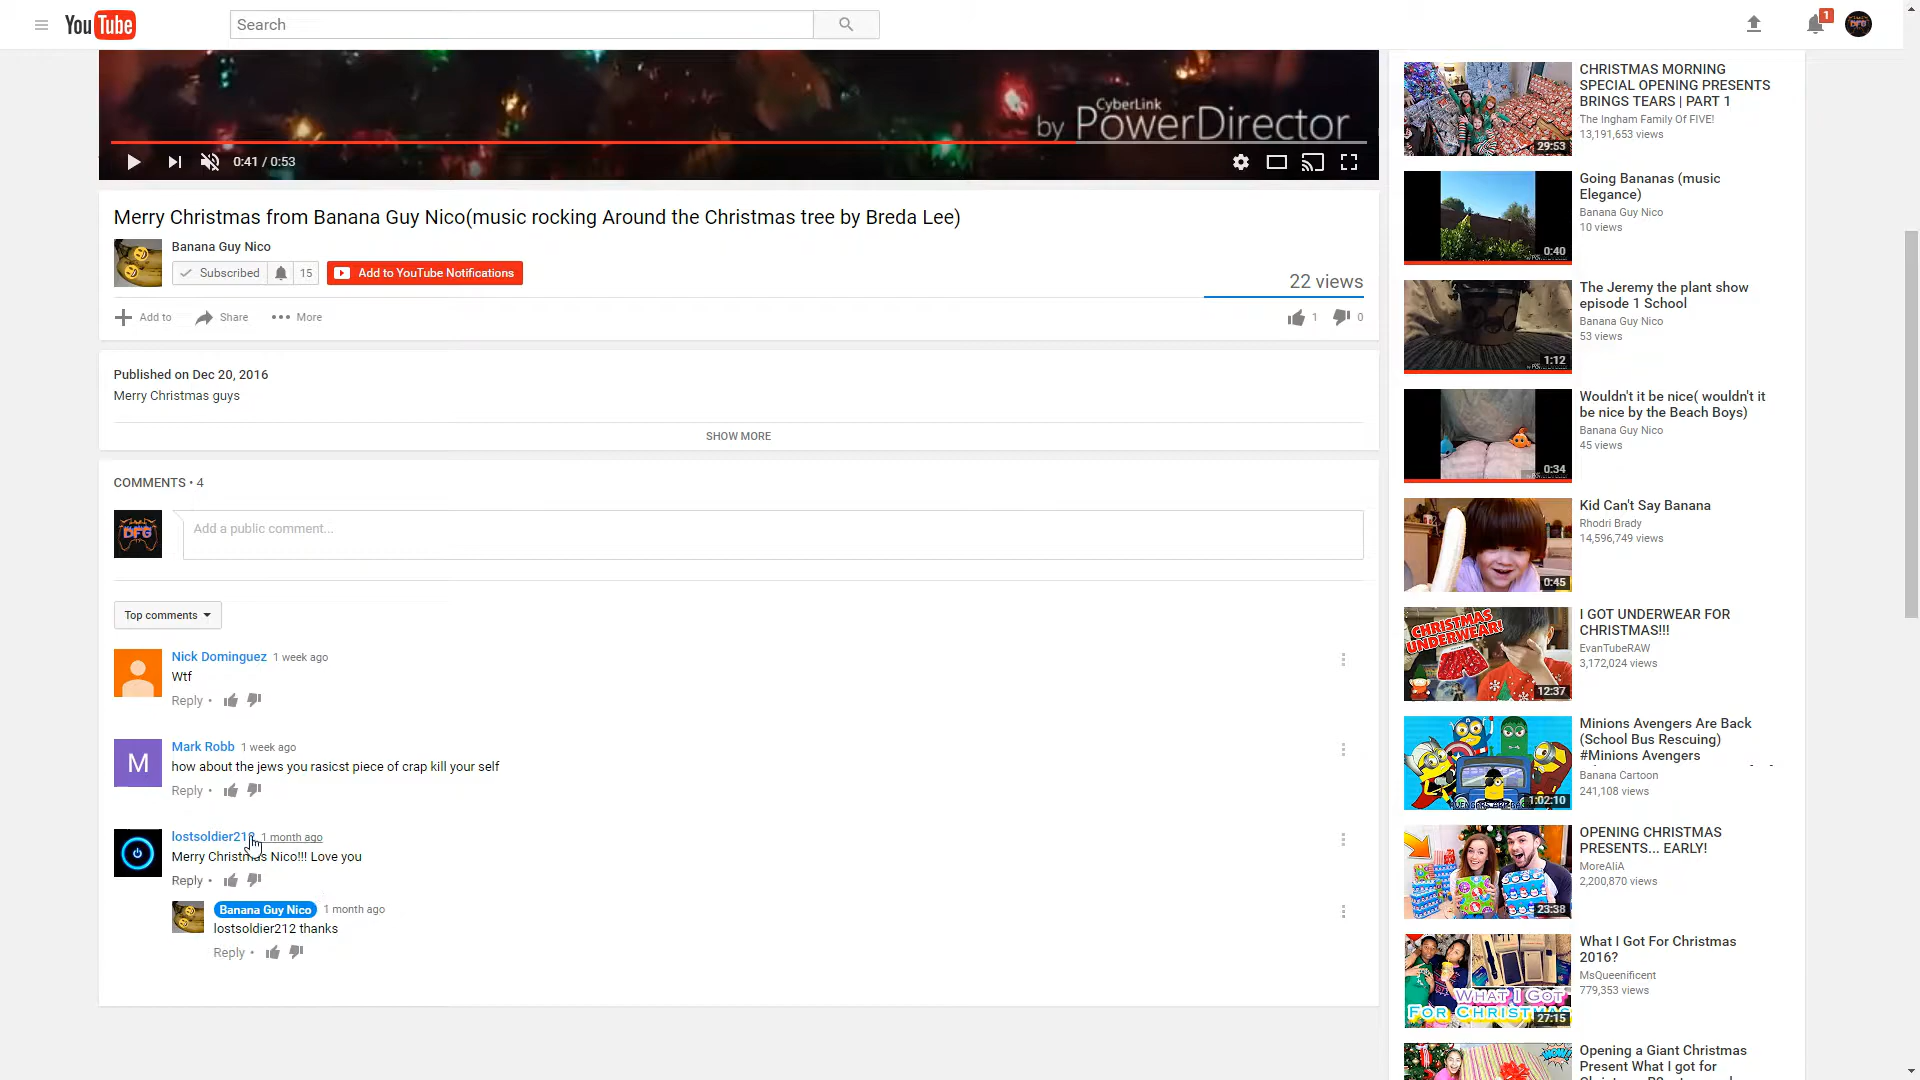 YouTube
Search
1
by CyberLink PowerDirector
0:41 / 0:53
Merry Christmas from Banana Guy Nico(music rocking Around the Christmas tree by Breda Lee)
Banana Guy Nico
Subscribed 15 Add to YouTube Notifications
22 views
Add to Share More
1 0
Published on Dec 20, 2016
Merry Christmas guys
SHOW MORE
COMMENTS • 4
DFG
Add a public comment...
Top comments
Nick Dominguez 1 week ago
Wtf
Reply •
M
Mark Robb 1 week ago
how about the jews you rasicst piece of crap kill your self
Reply •
lostsoldier212 1 month ago
Merry Christmas Nico!!! Love you
Reply •
Banana Guy Nico 1 month ago
lostsoldier212 thanks
Reply •
CHRISTMAS MORNING
SPECIAL OPENING PRESENTS
BRINGS TEARS | PART 1
The Ingham Family Of FIVE!
13,191,653 views
29:53
Going Bananas (music
Elegance)
Banana Guy Nico
10 views
0:40
The Jeremy the plant show
episode 1 School
Banana Guy Nico
53 views
1:12
Wouldn't it be nice( wouldn't it
be nice by the Beach Boys)
Banana Guy Nico
45 views
0:34
Kid Can't Say Banana
Rhodri Brady
14,596,749 views
0:45
CHRISTMAS
UNDERWEAR!
I GOT UNDERWEAR FOR
CHRISTMAS!!!
EvanTubeRAW
3,172,024 views
12:37
Minions Avengers Are Back
(School Bus Rescuing)
#Minions Avengers
Banana Cartoon
241,108 views
1:02:10
OPENING CHRISTMAS
PRESENTS... EARLY!
MoreAliA
2,200,870 views
23:38
What I Got For Christmas
2016?
MsQueenificent
779,353 views
WHAT I GOT
FOR CHRISTMAS
27:15
Opening a Giant Christmas
Present What I got for
WOW!